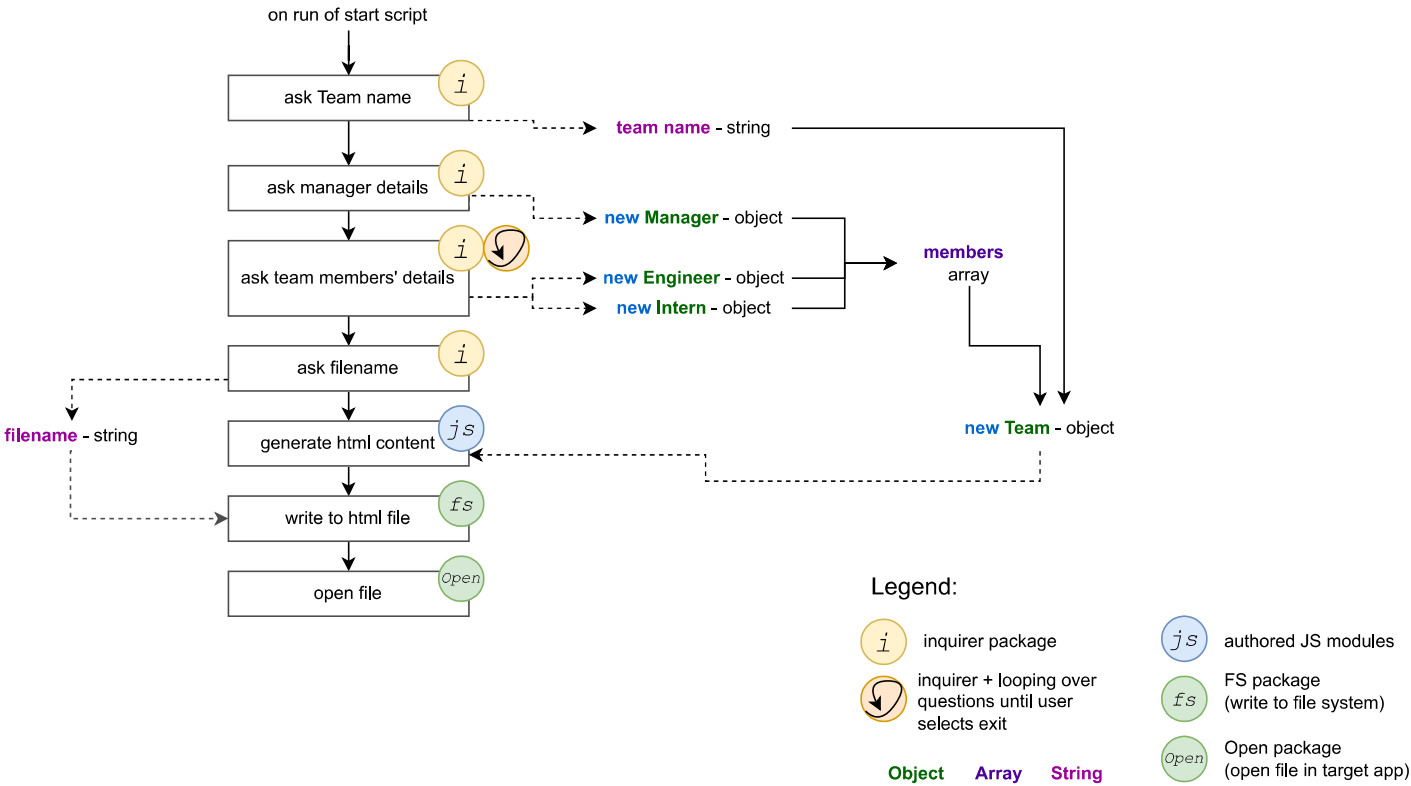 on run of start script
ask Team name
i
team name - string
ask manager details
i
new Manager - object
ask team members' details
i
new Engineer - object
new Intern - object
members
array
ask filename
i
filename - string
generate html content
js
new Team - object
write to html file
fs
open file
Open
Legend:
i
inquirer package
js
authored JS modules
inquirer + looping over
questions until user
selects exit
fs
FS package
(write to file system)
Open
Open package
(open file in target app)
Object Array String